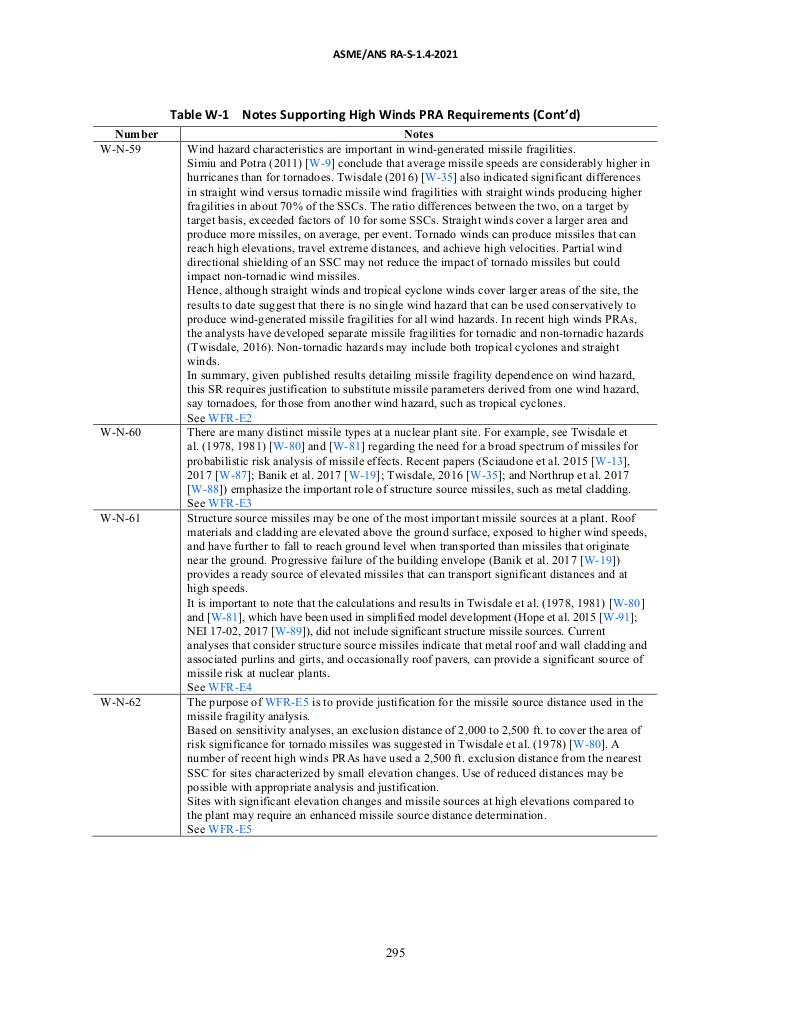 ASME/ANS RA-S-1.4-2021
Table W-1 Notes Supporting High Winds PRA Requirements (Cont’d)
Number Notes
W-N-59 Wind hazard characteristics are important in wind-generated missile fragilities.
Simiu and Potra (2011) [W-9] conclude that average missile speeds are considerably higher in
hurricanes than for tornadoes. Twisdale (2016) [W-35] also indicated significant differences
in straight wind versus tornadic missile wind fragilities with straight winds producing higher
fragilities in about 70% of the SSCs. The ratio differences between the two, on a target by
target basis, exceeded factors of 10 for some SSCs. Straight winds cover a larger area and
produce more missiles, on average, per event. Tornado winds can produce missiles that can
reach high elevations, travel extreme distances, and achieve high velocities. Partial wind
directional shielding of an SSC may not reduce the impact of tornado missiles but could
impact non-tornadic wind missiles.
Hence, although straight winds and tropical cyclone winds cover larger areas of the site, the
results to date suggest that there is no single wind hazard that can be used conservatively to
produce wind-generated missile fragilities for all wind hazards. In recent high winds PRAs,
the analysts have developed separate missile fragilities for tornadic and non-tornadic hazards
(Twisdale, 2016). Non-tornadic hazards may include both tropical cyclones and straight
winds.
In summary, given published results detailing missile fragility dependence on wind hazard,
this SR requires justification to substitute missile parameters derived from one wind hazard,
say tornadoes, for those from another wind hazard, such as tropical cyclones.
See WFR-E2
W-N-60 There are many distinct missile types at a nuclear plant site. For example, see Twisdale et
al. (1978, 1981) [W-80] and [W-81] regarding the need for a broad spectrum of missiles for
probabilistic risk analysis of missile effects. Recent papers (Sciaudone et al. 2015 [W-13],
2017 [W-87]; Banik et al. 2017 [W-19]; Twisdale, 2016 [W-35]; and Northrup et al. 2017
[W-88]) emphasize the important role of structure source missiles, such as metal cladding.
See WFR-E3
W-N-61 Structure source missiles may be one of the most important missile sources at a plant. Roof
materials and cladding are elevated above the ground surface, exposed to higher wind speeds,
and have further to fall to reach ground level when transported than missiles that originate
near the ground. Progressive failure of the building envelope (Banik et al. 2017 [W-19])
provides a ready source of elevated missiles that can transport significant distances and at
high speeds.
It is important to note that the calculations and results in Twisdale et al. (1978, 1981) [W-80]
and [W-81], which have been used in simplified model development (Hope et al. 2015 [W-91];
NEI 17-02, 2017 [W-89]), did not include significant structure missile sources. Current
analyses that consider structure source missiles indicate that metal roof and wall cladding and
associated purlins and girts, and occasionally roof pavers, can provide a significant source of
missile risk at nuclear plants.
See WFR-E4
W-N-62 The purpose of WFR-E5 is to provide justification for the missile source distance used in the
missile fragility analysis.
Based on sensitivity analyses, an exclusion distance of 2,000 to 2,500 ft. to cover the area of
risk significance for tornado missiles was suggested in Twisdale et al. (1978) [W-80]. A
number of recent high winds PRAs have used a 2,500 ft. exclusion distance from the nearest
SSC for sites characterized by small elevation changes. Use of reduced distances may be
possible with appropriate analysis and justification.
Sites with significant elevation changes and missile sources at high elevations compared to
the plant may require an enhanced missile source distance determination.
See WFR-E5
295